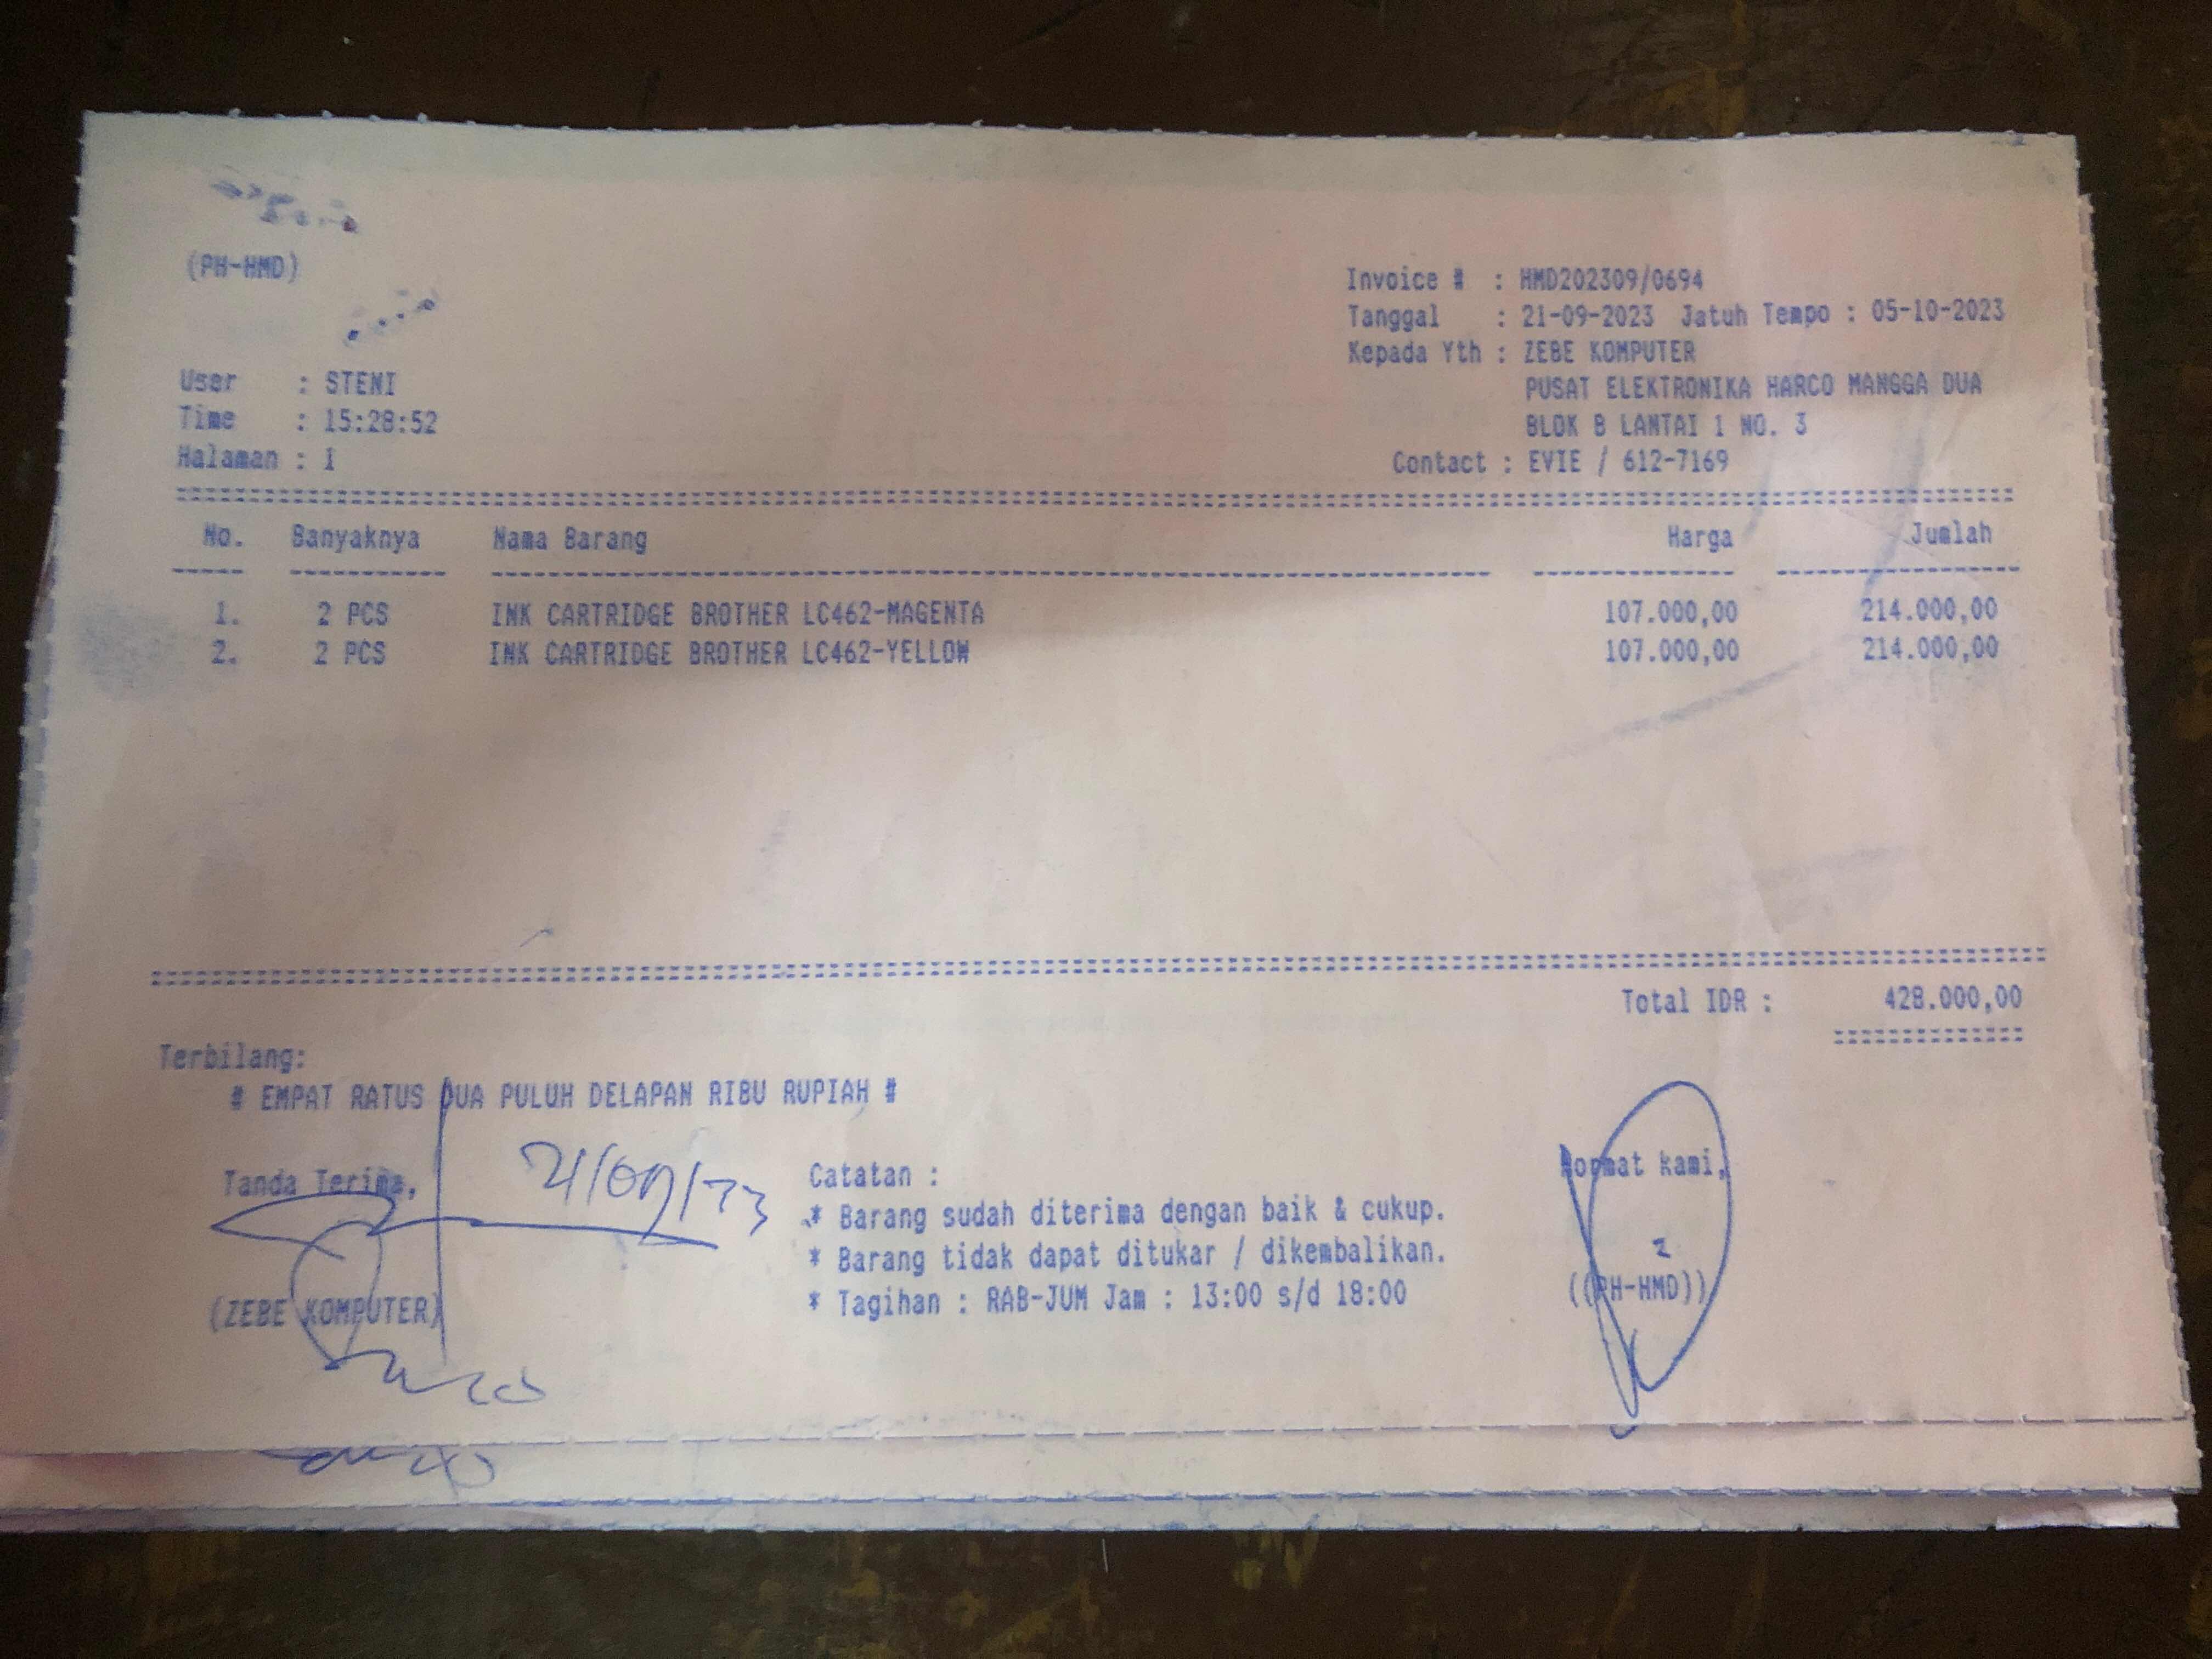 (PH-HMD)
Invoice # : HMD202309/0694
Tanggal : 21-09-2023 Jatuh Tempo : 05-10-2023
Kepada Yth : ZEBE KOMPUTER
PUSAT ELEKTRONIKA HARCO MANGGA DUA
BLOK B LANTAI 1 NO. 3
Contact : EVIE / 612-7169
User : STENI
Time : 15:28:52
Halaman : 1
No. Banyaknya Nama Barang Harga Jumlah
1. 2 PCS INK CARTRIDGE BROTHER LC462-MAGENTA 107.000,00 214.000,00
2. 2 PCS INK CARTRIDGE BROTHER LC462-YELLOW 107.000,00 214.000,00
Total IDR : 428.000,00
Terbilang:
# EMPAT RATUS DUA PULUH DELAPAN RIBU RUPIAH #
Tanda Terima,
(ZEBE KOMPUTER)
Catatan :
* Barang sudah diterima dengan baik & cukup.
* Barang tidak dapat ditukar / dikembalikan.
* Tagihan : RAB-JUM Jam : 13:00 s/d 18:00
Hormat kami,
((PH-HMD))